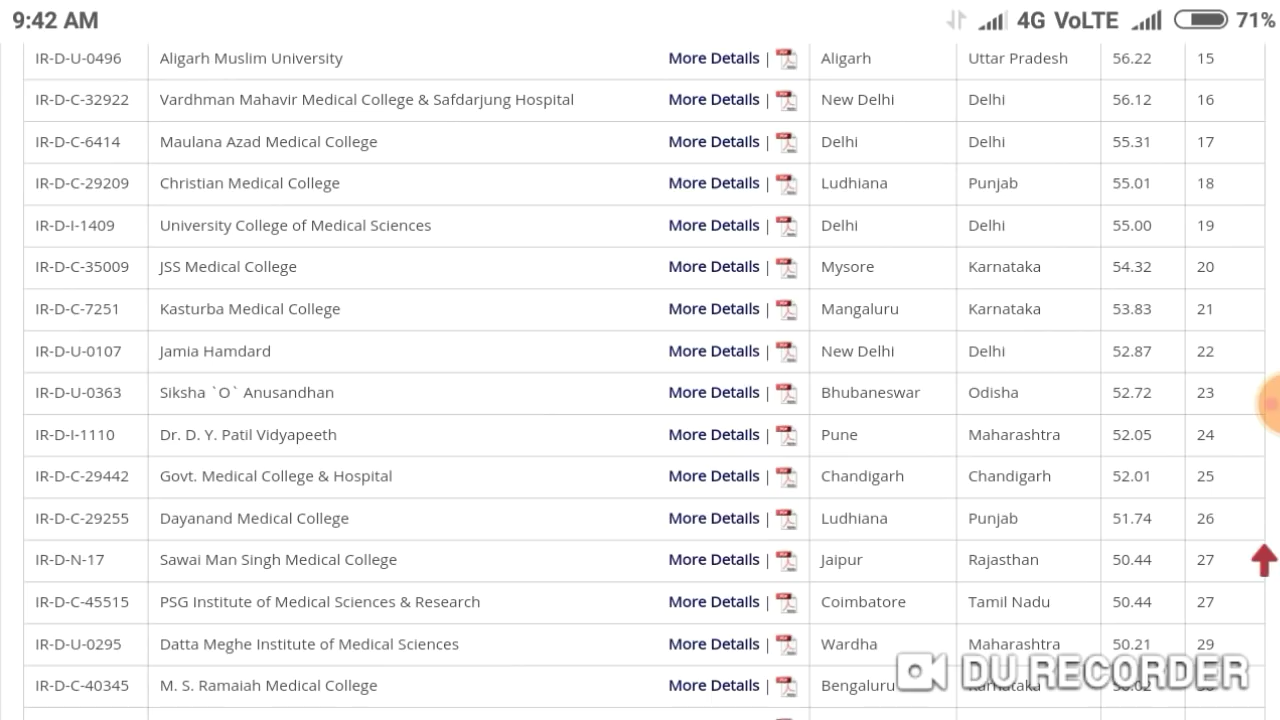 9:42 AM 4G VoLTE 71%
IR-D-U-0496 Aligarh Muslim University More Details | Aligarh Uttar Pradesh 56.22 15
IR-D-C-32922 Vardhman Mahavir Medical College & Safdarjung Hospital More Details | New Delhi Delhi 56.12 16
IR-D-C-6414 Maulana Azad Medical College More Details | Delhi Delhi 55.31 17
IR-D-C-29209 Christian Medical College More Details | Ludhiana Punjab 55.01 18
IR-D-I-1409 University College of Medical Sciences More Details | Delhi Delhi 55.00 19
IR-D-C-35009 JSS Medical College More Details | Mysore Karnataka 54.32 20
IR-D-C-7251 Kasturba Medical College More Details | Mangaluru Karnataka 53.83 21
IR-D-U-0107 Jamia Hamdard More Details | New Delhi Delhi 52.87 22
IR-D-U-0363 Siksha `O` Anusandhan More Details | Bhubaneswar Odisha 52.72 23
IR-D-I-1110 Dr. D. Y. Patil Vidyapeeth More Details | Pune Maharashtra 52.05 24
IR-D-C-29442 Govt. Medical College & Hospital More Details | Chandigarh Chandigarh 52.01 25
IR-D-C-29255 Dayanand Medical College More Details | Ludhiana Punjab 51.74 26
IR-D-N-17 Sawai Man Singh Medical College More Details | Jaipur Rajasthan 50.44 27
IR-D-C-45515 PSG Institute of Medical Sciences & Research More Details | Coimbatore Tamil Nadu 50.44 27
IR-D-U-0295 Datta Meghe Institute of Medical Sciences More Details | Wardha Maharashtra 50.21 29
IR-D-C-40345 M. S. Ramaiah Medical College More Details | Bengaluru Karnataka
DU RECORDER